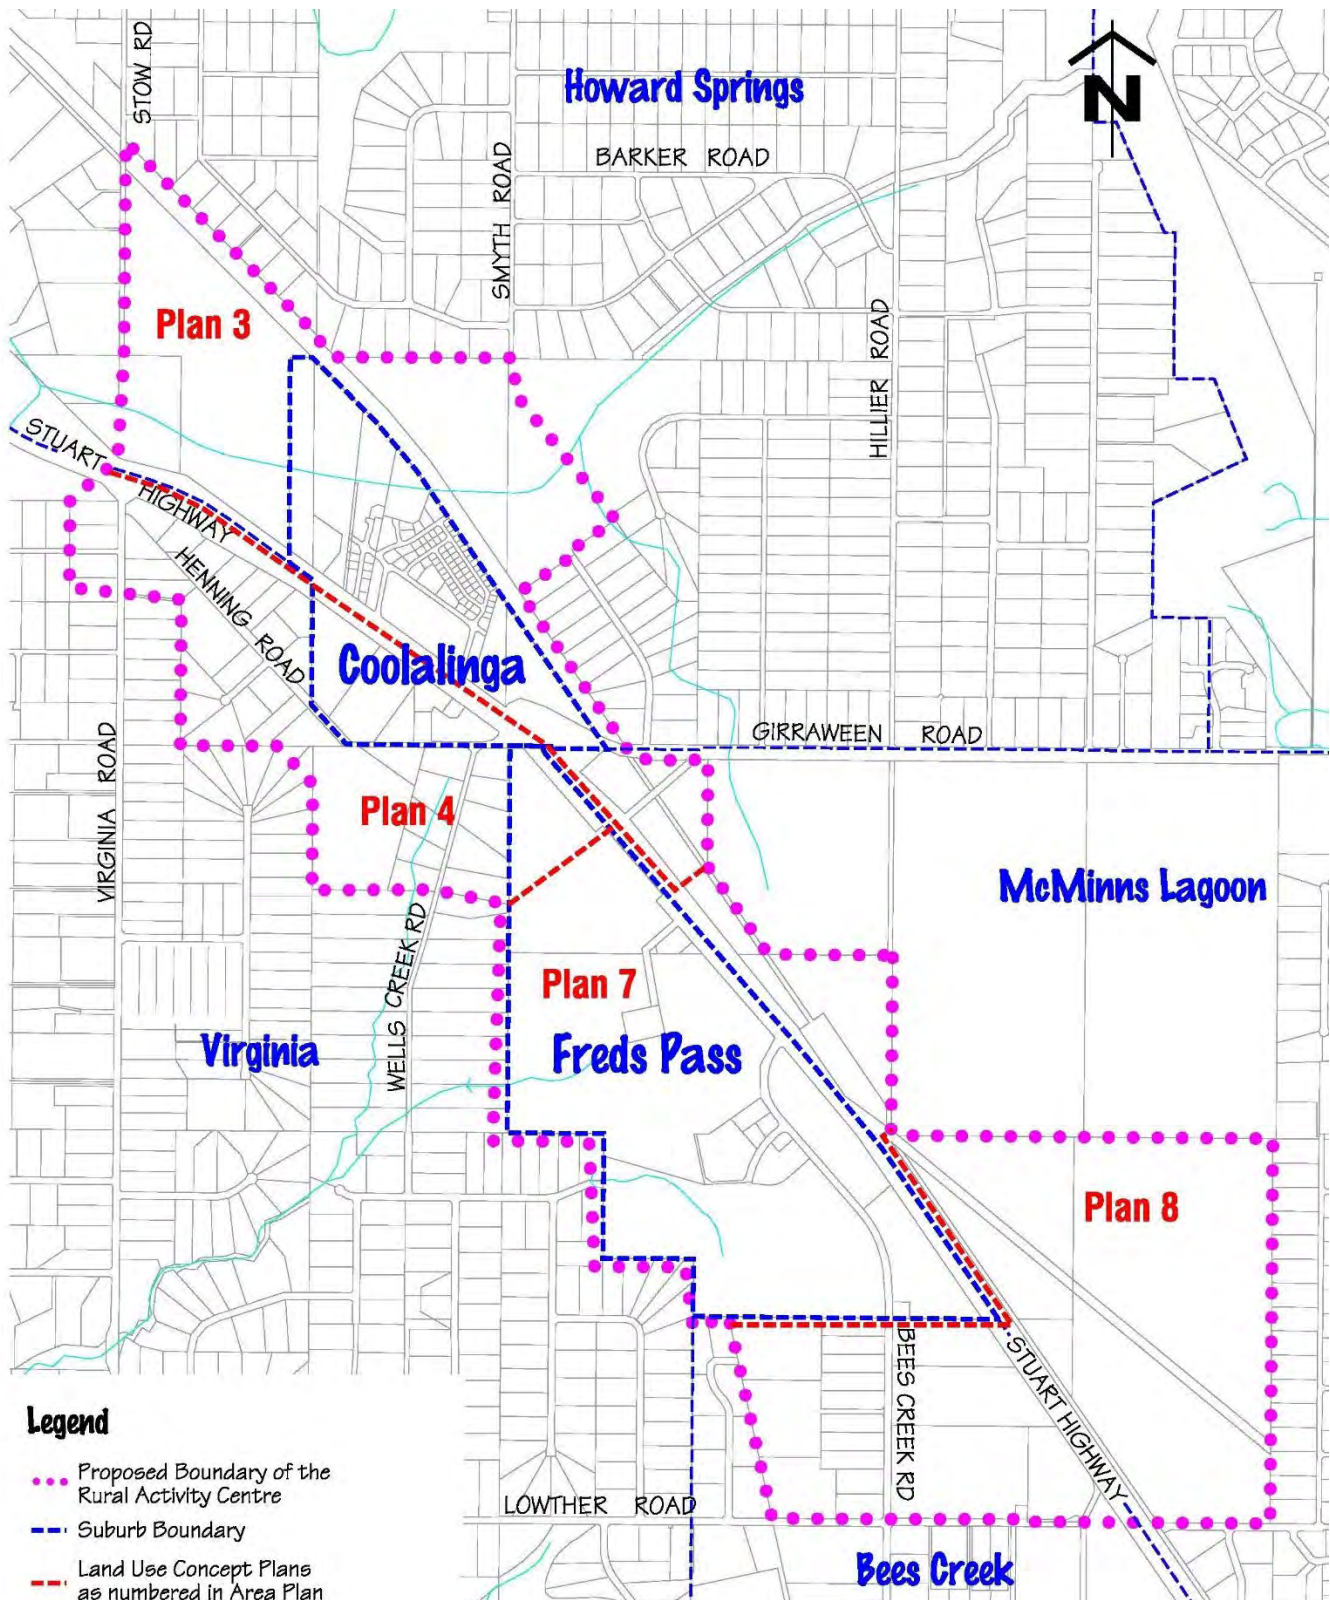 STOW RD
Howard Springs
N
BARKER ROAD
SMYTH ROAD
Plan 3
HILLIER ROAD
STUART
HIGHWAY
HENNING ROAD
Coolalinga
GIRRAWEEN ROAD
VIRGINIA ROAD
Plan 4
McMinns Lagoon
WELLS CREEK RD
Plan 7
Virginia
Freds Pass
Plan 8
BEES CREEK RD
STUART HIGHWAY
LOWTHER ROAD
Bees Creek
Legend
Proposed Boundary of the
Rural Activity Centre
Suburb Boundary
Land Use Concept Plans
as numbered in Area Plan